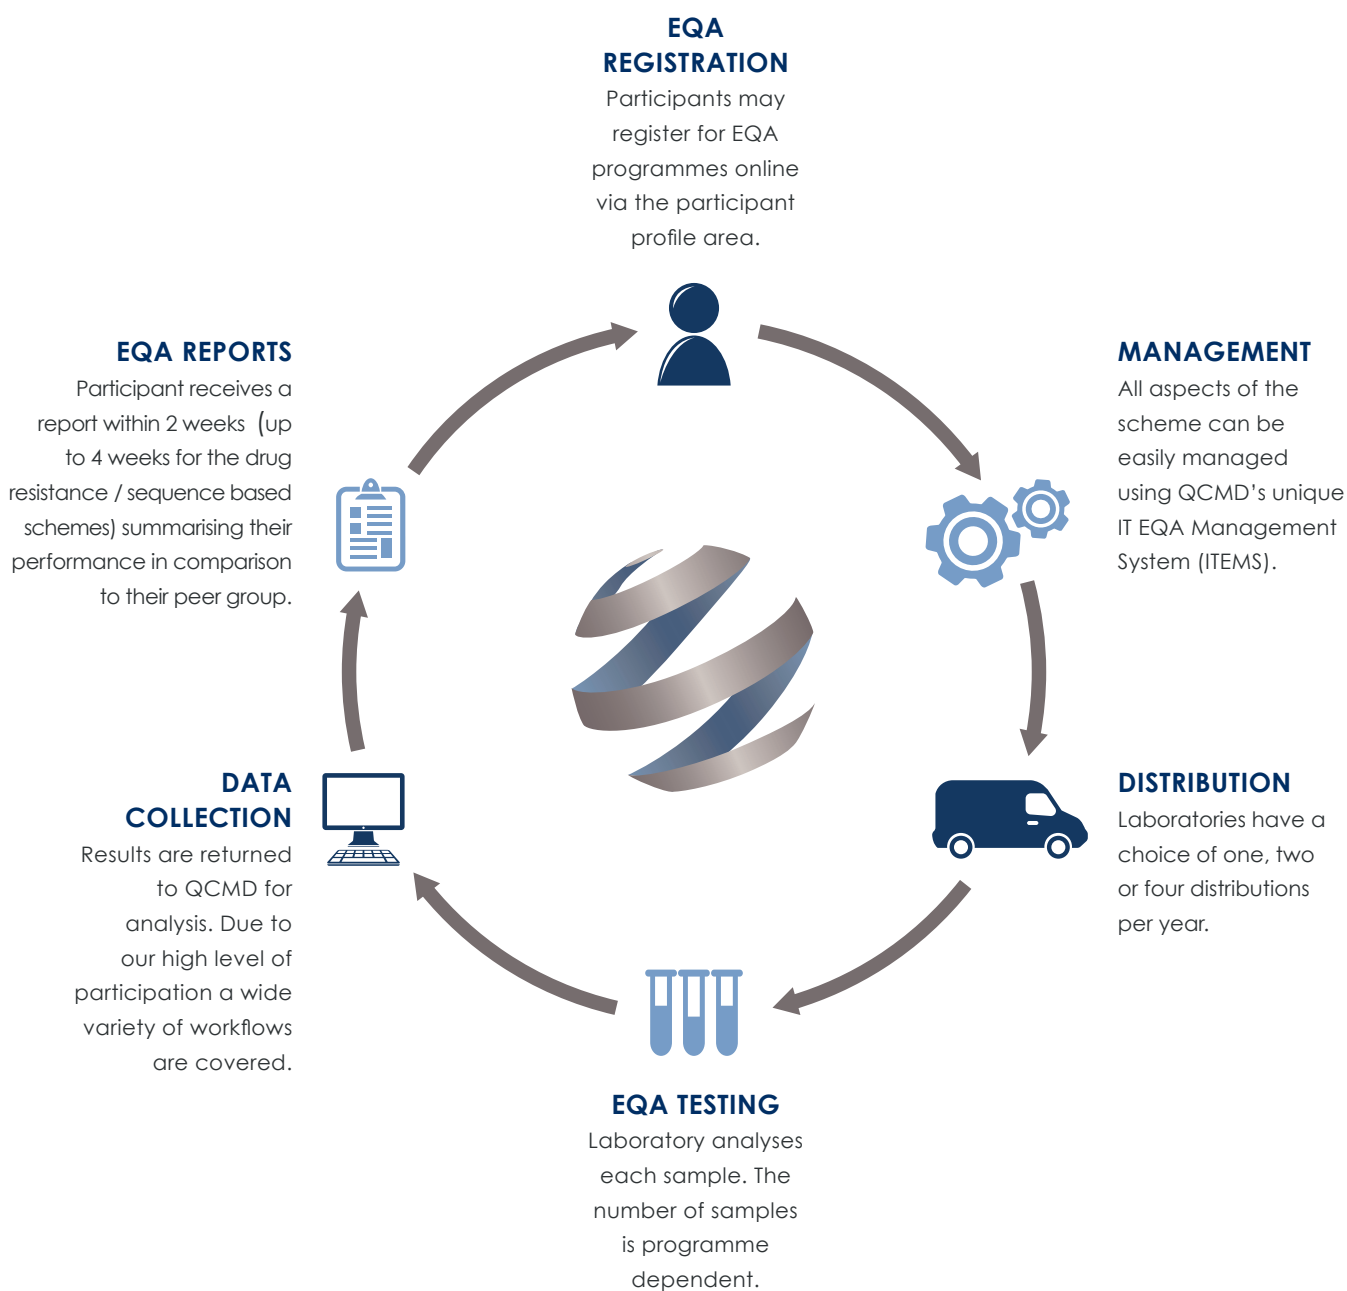 EQA
REGISTRATION
Participants may
register for EQA
programmes online
via the participant
profile area.
MANAGEMENT
All aspects of the
scheme can be
easily managed
using QCMD’s unique
IT EQA Management
System (ITEMS).
DISTRIBUTION
Laboratories have a
choice of one, two
or four distributions
per year.
EQA TESTING
Laboratory analyses
each sample. The
number of samples
is programme
dependent.
DATA
COLLECTION
Results are returned
to QCMD for
analysis. Due to
our high level of
participation a wide
variety of workflows
are covered.
EQA REPORTS
Participant receives a
report within 2 weeks (up
to 4 weeks for the drug
resistance / sequence based
schemes) summarising their
performance in comparison
to their peer group.